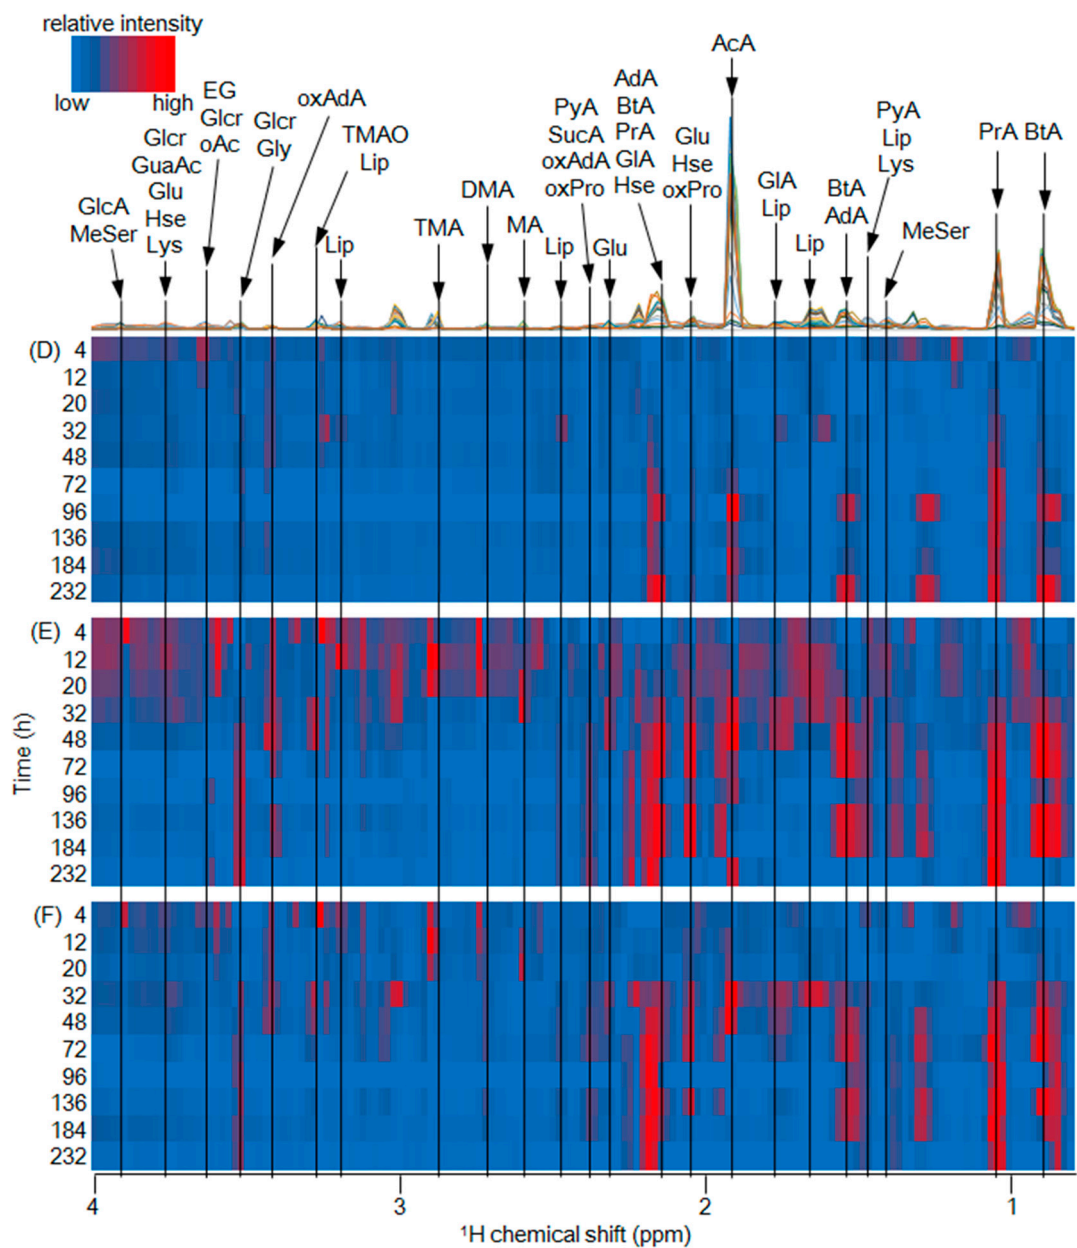 relative intensity
low high
GlcA
MeSer
Glcr
GuaAc
Glu
Hse
Lys
EG
Glcr
oAc
Glcr
Gly
oxAdA
TMAO
Lip
Lip
TMA
DMA
MA
Lip
PyA
SucA
oxAdA
oxPro
Glu
AdA
BtA
PrA
GlA
Hse
Glu
Hse
oxPro
AcA
GlA
Lip
Lip
BtA
AdA
PyA
Lip
Lys
MeSer
PrA BtA
(D) 4
12
20
32
48
72
96
136
184
232
(E) 4
12
20
32
48
72
96
136
184
232
(F) 4
12
20
32
48
72
96
136
184
232
Time (h)
4 3 2 1
¹H chemical shift (ppm)